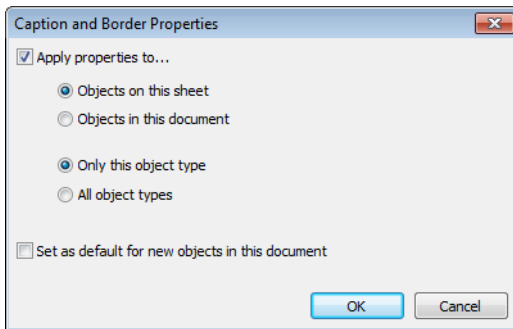 Caption and Border Properties
Apply properties to...
Objects on this sheet
Objects in this document
Only this object type
All object types
Set as default for new objects in this document
OK Cancel